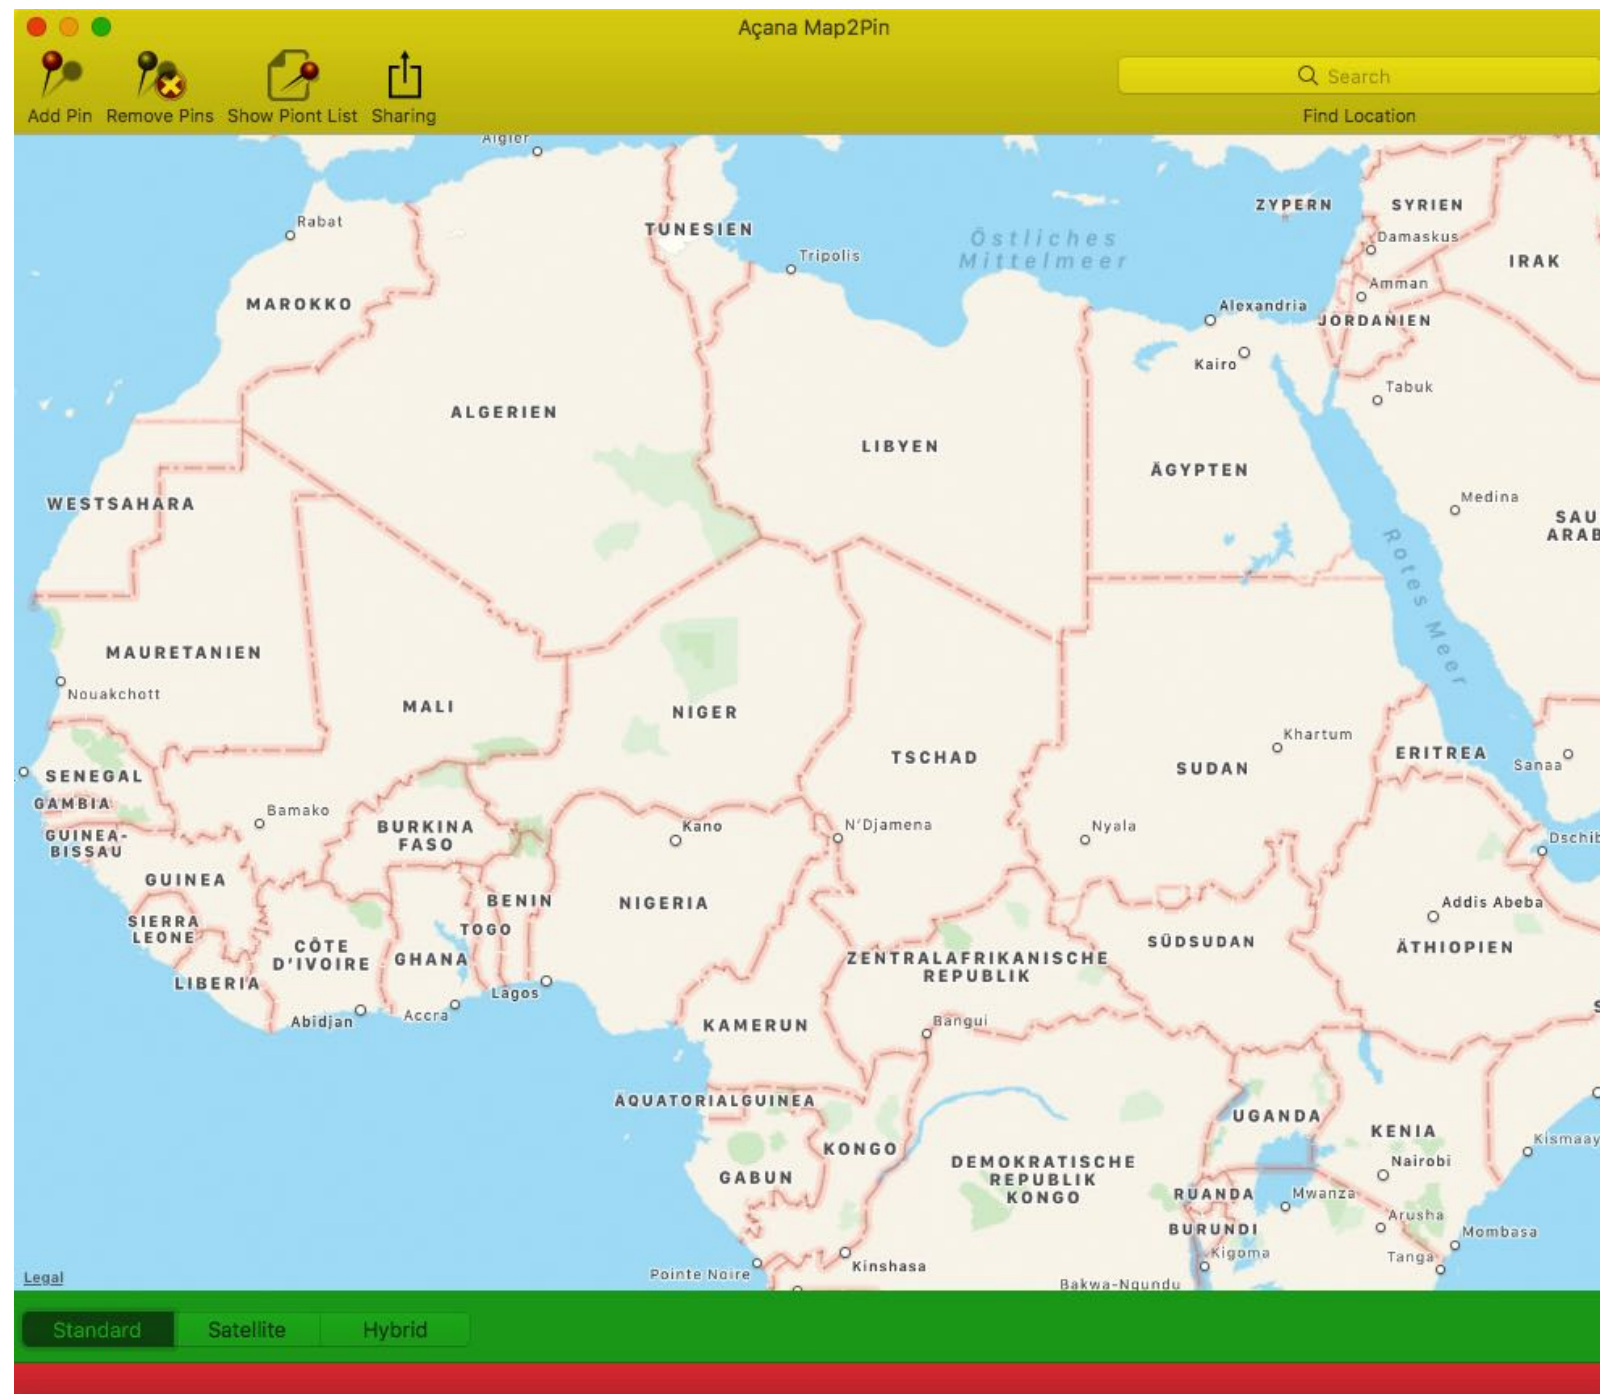 Açana Map2Pin
Search
Add Pin
Remove Pins
Show Piont List
Sharing
Find Location
Algier
Rabat
TUNESIEN
Tripolis
Östliches
Mittelmeer
ZYPERN
SYRIEN
Damaskus
IRAK
Amman
MAROKKO
Alexandria
JORDANIEN
Kairo
Tabuk
ALGERIEN
LIBYEN
ÄGYPTEN
WESTSAHARA
Medina
SAU
ARAB
Rotes Meer
MAURETANIEN
Nouakchott
MALI
NIGER
TSCHAD
SUDAN
Khartum
ERITREA
Sanaa
SENEGAL
GAMBIA
GUINEA-
BISSAU
Bamako
BURKINA
FASO
Kano
N'Djamena
Nyala
Dschib
GUINEA
BENIN
NIGERIA
Addis Abeba
SIERRA
LEONE
TOGO
CÔTE
D'IVOIRE
GHANA
SÜDSUDAN
ÄTHIOPIEN
ZENTRALAFRIKANISCHE
REPUBLIK
LIBERIA
Lagos
Abidjan
Accra
KAMERUN
Bangui
S
ÄQUATORIALGUINEA
UGANDA
KENIA
Kismaay
KONGO
GABUN
DEMOKRATISCHE
REPUBLIK
KONGO
Nairobi
RUANDA
Mwanza
BURUNDI
Arusha
Mombasa
Kigoma
Tanga
Pointe Noire
Kinshasa
Bakwa-Ngundu
Legal
Standard
Satellite
Hybrid